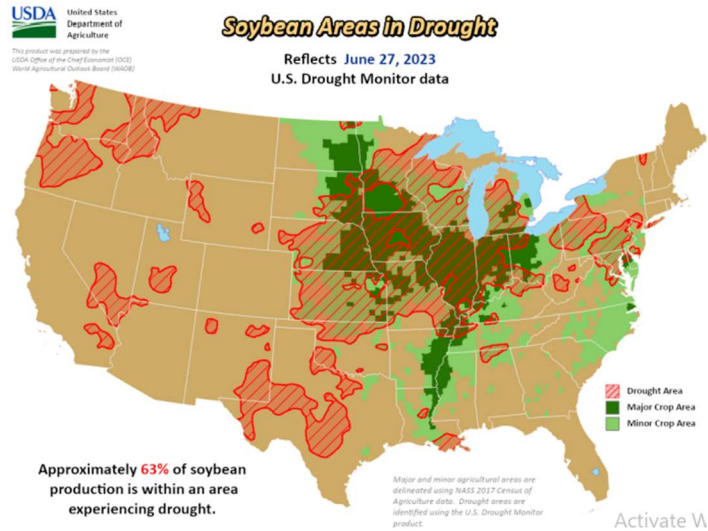 USDA
United States
Department of
Agriculture
This product was prepared by the
USDA Office of the Chief Economist (OCE)
World Agricultural Outlook Board (WAOB)
Soybean Areas in Drought
Reflects June 27, 2023
U.S. Drought Monitor data
Drought Area
Major Crop Area
Minor Crop Area
Approximately 63% of soybean
production is within an area
experiencing drought.
Major and minor agricultural areas are
delineated using NASS 2017 Census of
Agriculture data. Drought areas are
identified using the U.S. Drought Monitor
product.
Activate W